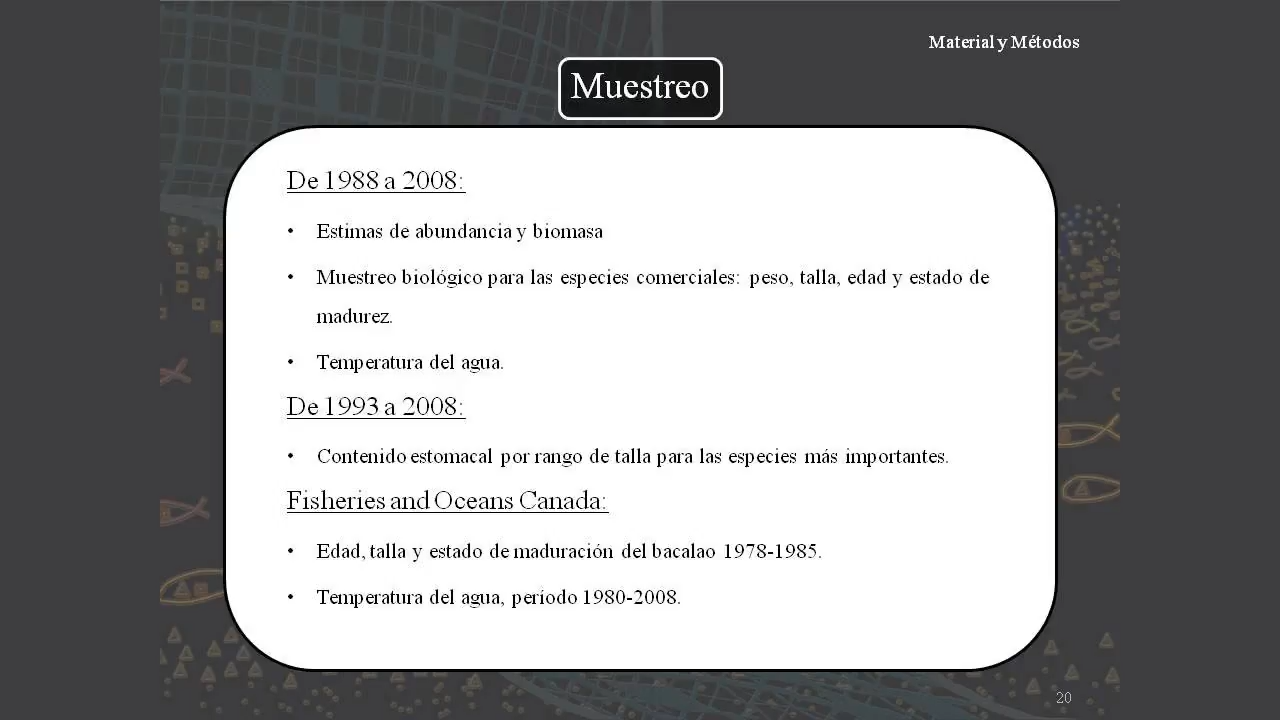 Material y Métodos
Muestreo
De 1988 a 2008:
• Estimas de abundancia y biomasa
• Muestreo biológico para las especies comerciales: peso, talla, edad y estado de
madurez.
• Temperatura del agua.
De 1993 a 2008:
• Contenido estomacal por rango de talla para las especies más importantes.
Fisheries and Oceans Canada:
• Edad, talla y estado de maduración del bacalao 1978-1985.
• Temperatura del agua, período 1980-2008.
20